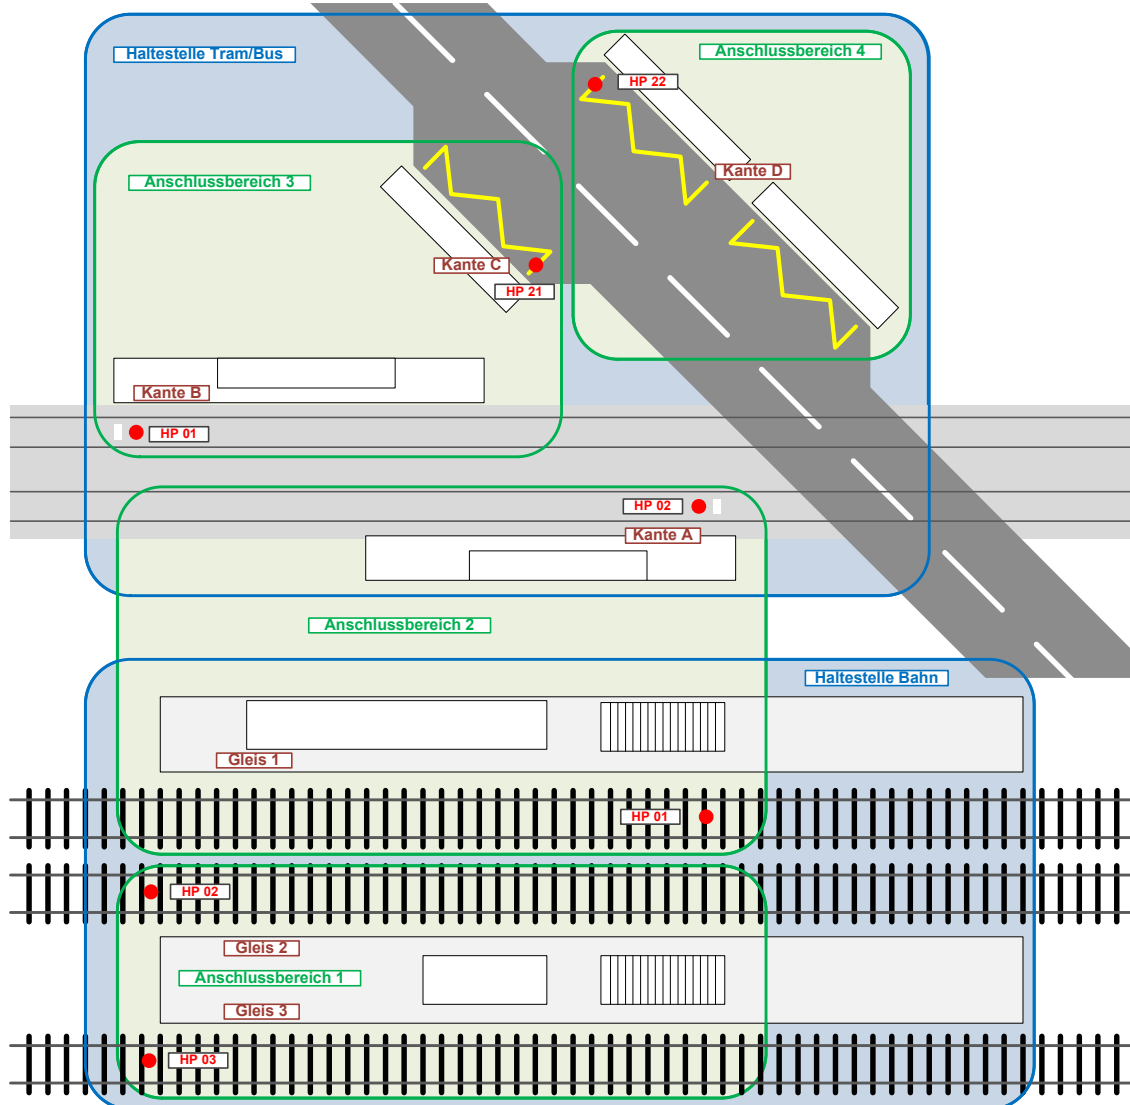 Haltestelle Tram/Bus
Anschlussbereich 4
HP 22
Kante D
Anschlussbereich 3
Kante C
HP 21
Kante B
HP 01
HP 02
Kante A
Anschlussbereich 2
Haltestelle Bahn
Gleis 1
HP 01
HP 02
Gleis 2
Anschlussbereich 1
Gleis 3
HP 03